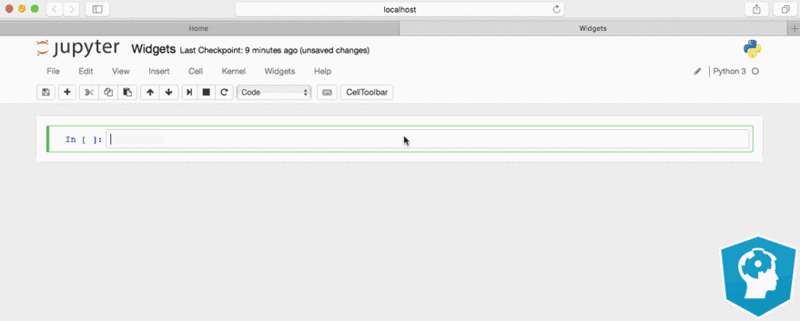 localhost
Home
Widgets
jupyter Widgets Last Checkpoint: 9 minutes ago (unsaved changes)
File Edit View Insert Cell Kernel Widgets Help Python 3
Code CellToolbar
In [ ]: